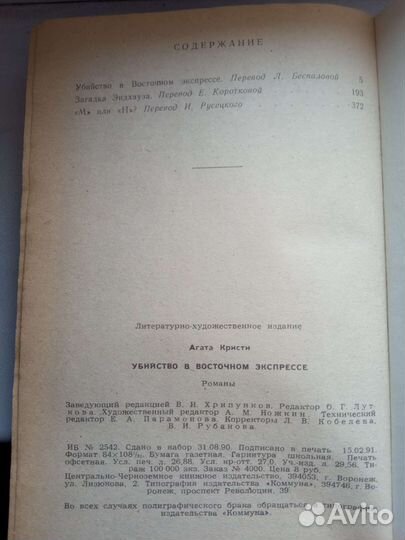 СОДЕРЖАНИЕ
Убийство в Восточном экспрессе. Перевод Л. Беспаловой 5
Загадка Эндхауза. Перевод Е. Коротковой 193
«М» или «Н»? Перевод И. Русецкого 372
Литературно-художественное издание
Агата Кристи
УБИЙСТВО В ВОСТОЧНОМ ЭКСПРЕССЕ
Романы
Заведующий редакцией В. И. Хрипунков. Редактор О. Г. Лут-
кова. Художественный редактор А. М. Ножкин. Технический
редактор Е. А. Парамонова. Корректоры Л. В. Кобелева,
В. И. Рубанова.
ИБ № 2542. Сдано в набор 31.08.90. Подписано в печать 15.02.91.
Формат 84×108¹/₃₂. Бумага газетная. Гарнитура школьная. Печать
офсетная. Усл. печ. л. 26,88. Усл. кр-отт. 27,0. Уч.-изд. л. 29,56. Ти-
раж 100 000 экз. Заказ № 4000. Цена 8 руб.
Центрально-Черноземное книжное издательство, 394053, г. Воронеж,
ул. Лизюкова, 2. Типография издательства «Коммуна», 394746, г. Во-
ронеж, проспект Революции, 39.
Во всех случаях полиграфического брака обращаться в типографию
издательства «Коммуна».
Avito